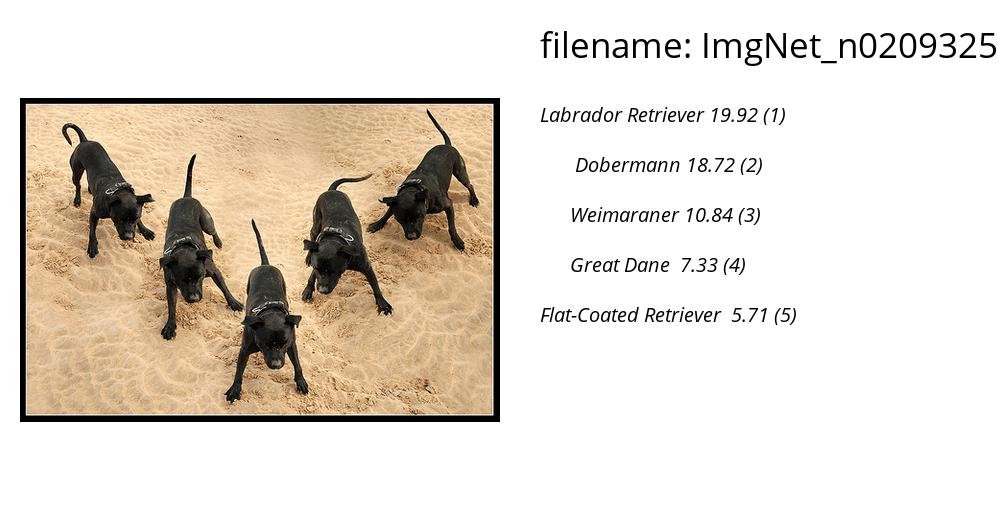 filename: ImgNet_n0209325
Labrador Retriever 19.92 (1)
Dobermann 18.72 (2)
Weimaraner 10.84 (3)
Great Dane 7.33 (4)
Flat-Coated Retriever 5.71 (5)